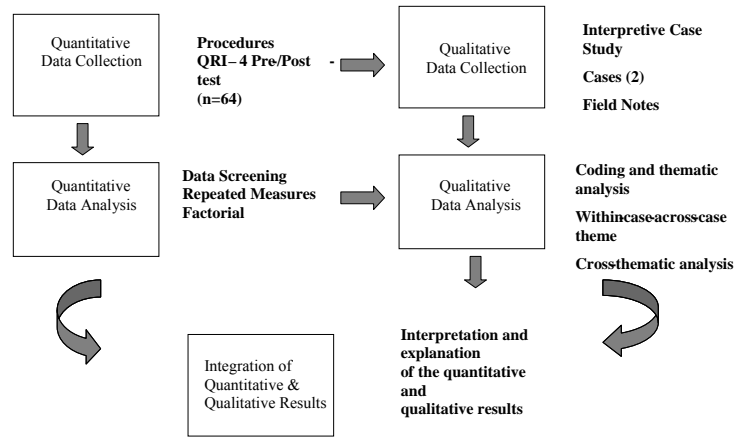 Quantitative
Data Collection
Procedures
QRI–4 Pre-/Post -
test
(n=64)
Qualitative
Data Collection
Interpretive Case
Study
Cases (2)
Field Notes
Quantitative
Data Analysis
Data Screening
Repeated Measures
Factorial
Qualitative
Data Analysis
Coding and thematic
analysis
Within-case-across-case
theme
Cross-thematic analysis
Integration of
Quantitative &
Qualitative Results
Interpretation and
explanation
of the quantitative
and
qualitative results